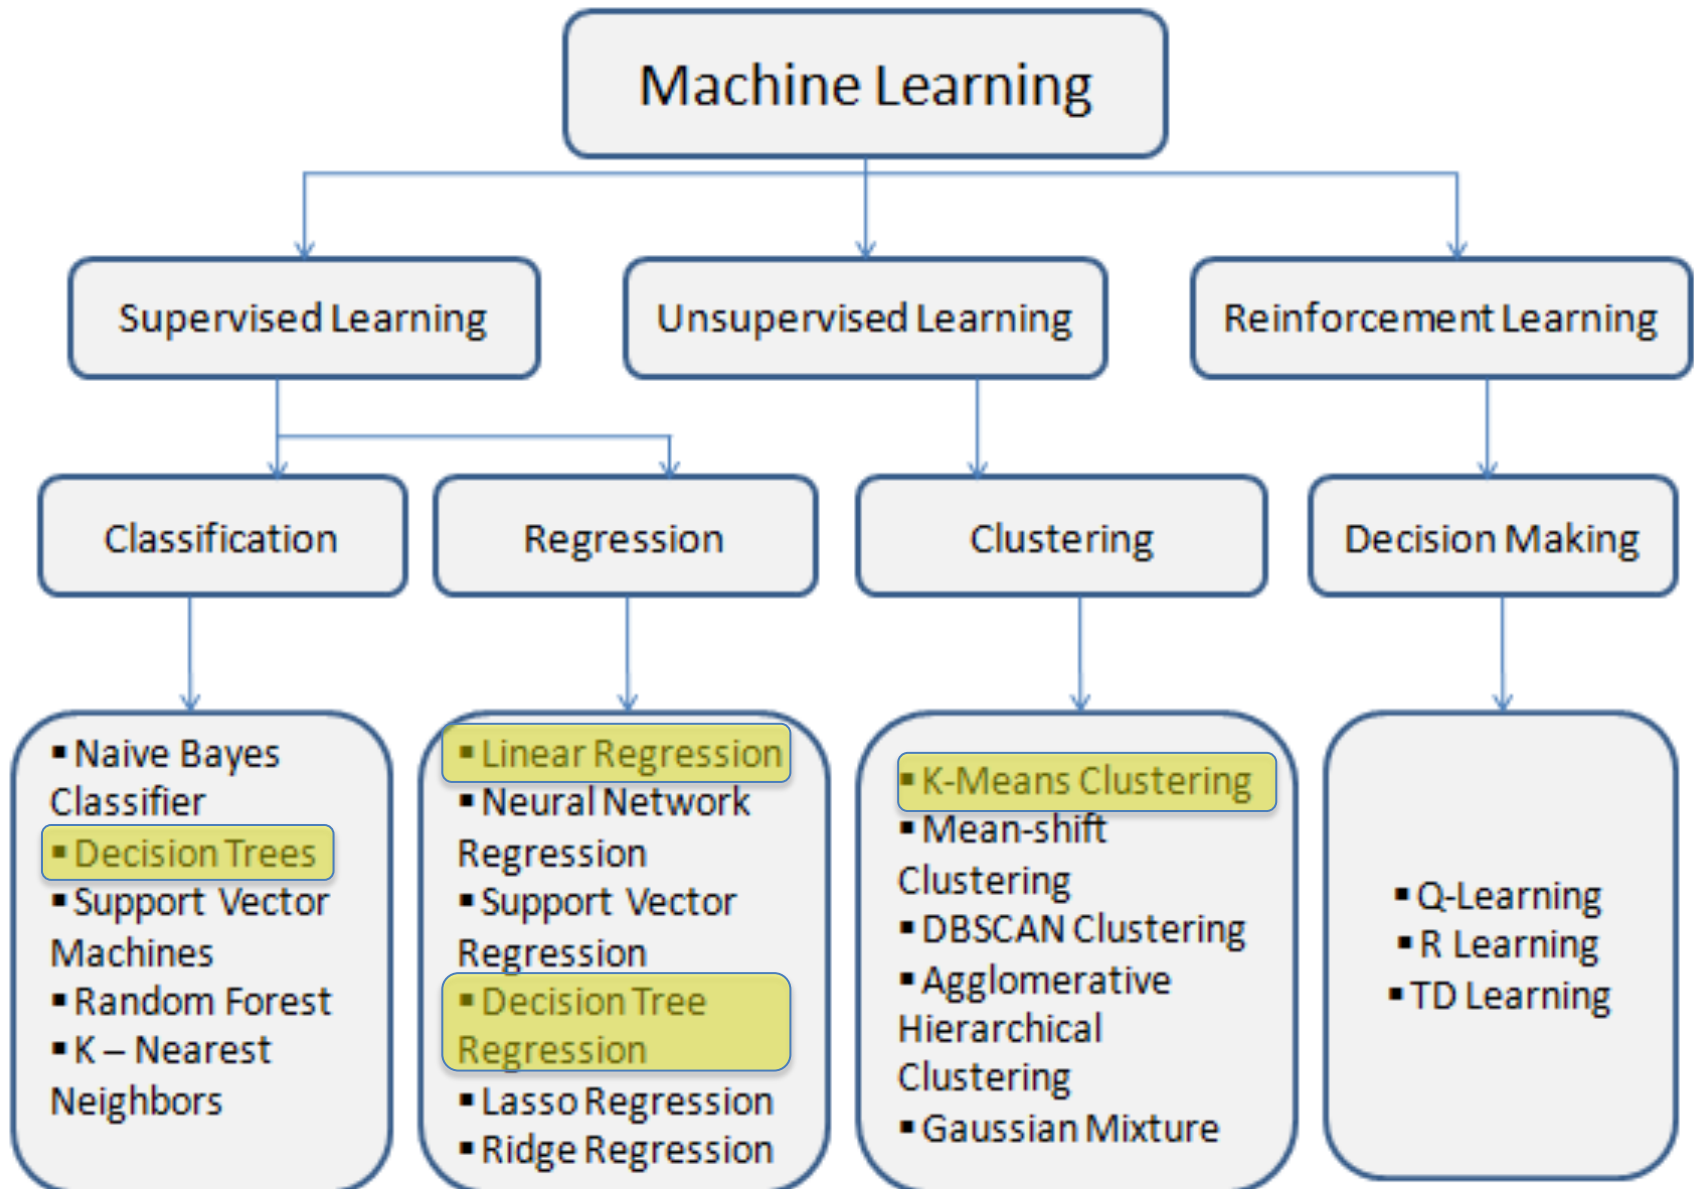 Machine Learning
Supervised Learning
Unsupervised Learning
Reinforcement Learning
Classification
Regression
Clustering
Decision Making
▪ Naive Bayes
Classifier
▪ Decision Trees
▪ Support Vector
Machines
▪ Random Forest
▪ K – Nearest
Neighbors
▪ Linear Regression
▪ Neural Network
Regression
▪ Support Vector
Regression
▪ Decision Tree
Regression
▪ Lasso Regression
▪ Ridge Regression
▪ K-Means Clustering
▪ Mean-shift
Clustering
▪ DBSCAN Clustering
▪ Agglomerative
Hierarchical
Clustering
▪ Gaussian Mixture
▪ Q-Learning
▪ R Learning
▪ TD Learning